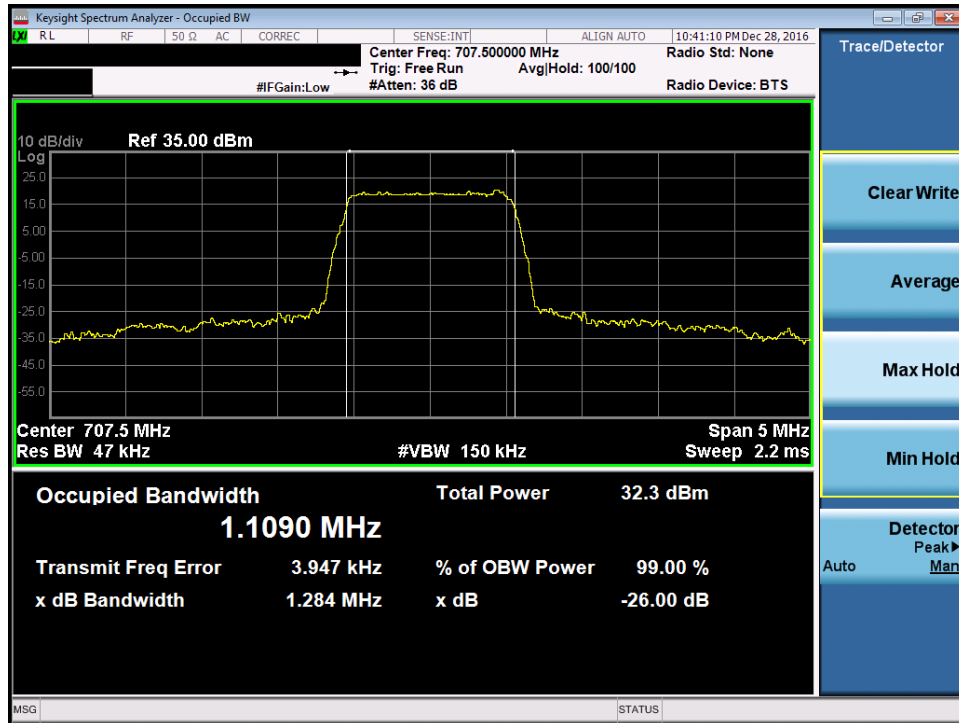 Keysight Spectrum Analyzer - Occupied BW
LXI RL RF 50 Ω AC CORREC SENSE:INT ALIGN AUTO 10:41:10 PM Dec 28, 2016
Center Freq: 707.500000 MHz Radio Std: None
Trig: Free Run Avg|Hold: 100/100
#IFGain:Low #Atten: 36 dB Radio Device: BTS
10 dB/div Ref 35.00 dBm
Log
25.0
15.0
5.00
-5.00
-15.0
-25.0
-35.0
-45.0
-55.0
Center 707.5 MHz Span 5 MHz
Res BW 47 kHz #VBW 150 kHz Sweep 2.2 ms
Occupied Bandwidth Total Power 32.3 dBm
1.1090 MHz
Transmit Freq Error 3.947 kHz % of OBW Power 99.00 %
x dB Bandwidth 1.284 MHz x dB -26.00 dB
Trace/Detector
Clear Write
Average
Max Hold
Min Hold
Detector
Peak▶
Auto Man
MSG STATUS